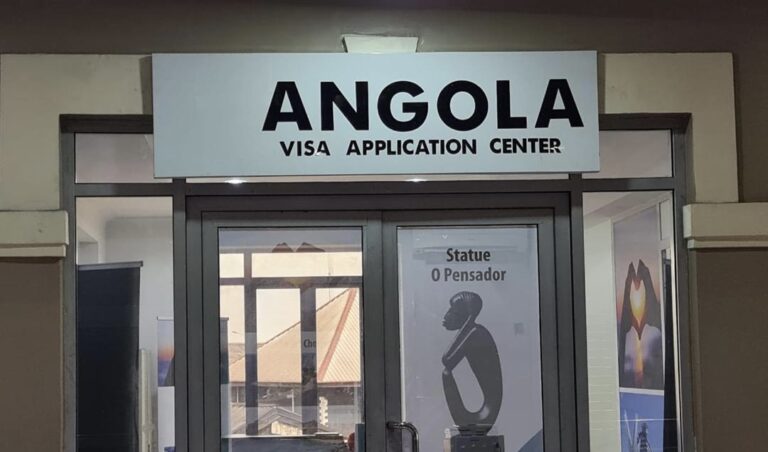 ANGOLA
VISA APPLICATION CENTER
Statue
O Pensador